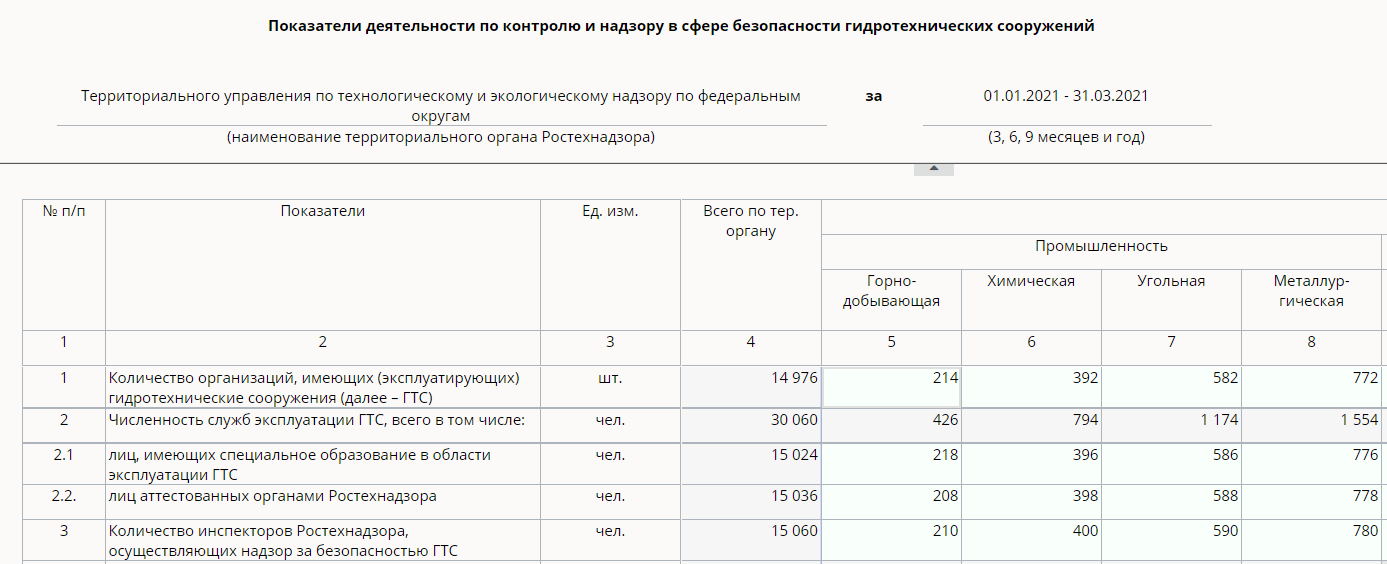 Показатели деятельности по контролю и надзору в сфере безопасности гидротехнических сооружений
Территориального управления по технологическому и экологическому надзору по федеральным за 01.01.2021 - 31.03.2021
округам
(наименование территориального органа Ростехнадзора) (3, 6, 9 месяцев и год)
№ п/п Показатели Ед. изм. Всего по тер.
органу
Промышленность
Горно- Химическая Угольная Металлур-
добывающая гическая
1 2 3 4 5 6 7 8
1 Количество организаций, имеющих (эксплуатирующих) шт. 14 976 214 392 582 772
гидротехнические сооружения (далее – ГТС)
2 Численность служб эксплуатации ГТС, всего в том числе: чел. 30 060 426 794 1 174 1 554
2.1 лиц, имеющих специальное образование в области чел. 15 024 218 396 586 776
эксплуатации ГТС
2.2. лиц аттестованных органами Ростехнадзора чел. 15 036 208 398 588 778
3 Количество инспекторов Ростехнадзора, чел. 15 060 210 400 590 780
осуществляющих надзор за безопасностью ГТС